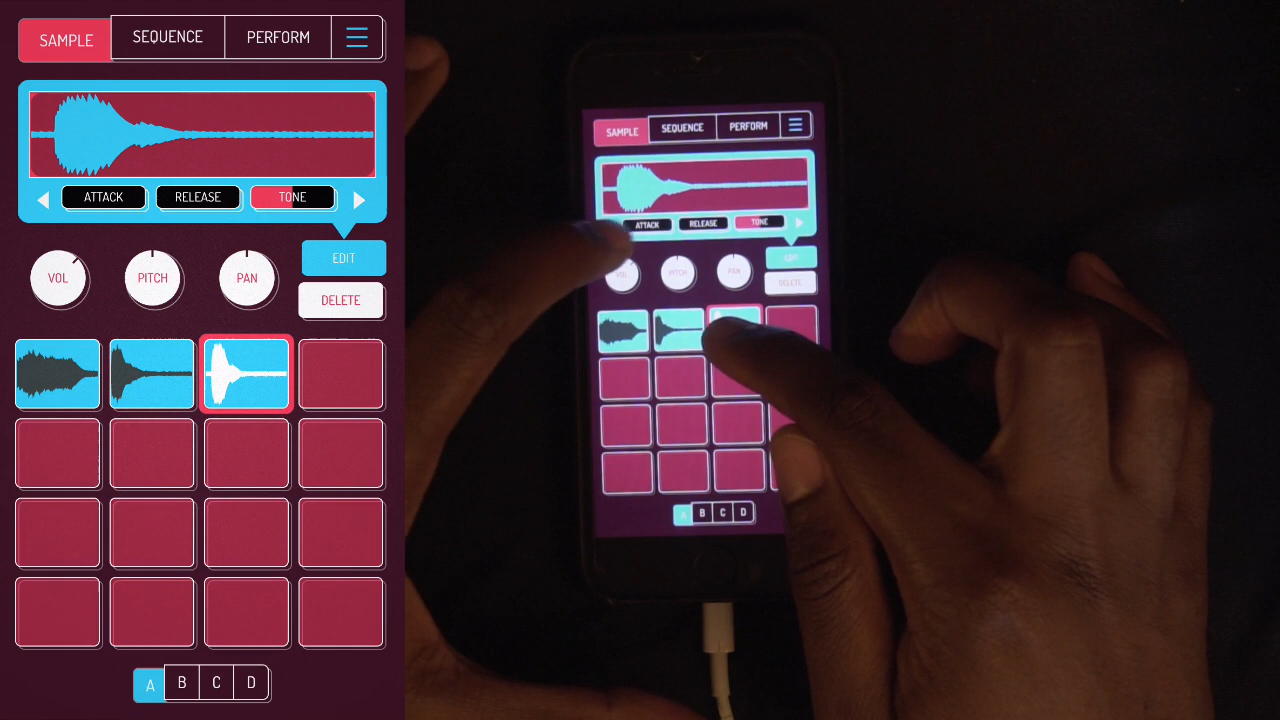 SAMPLE SEQUENCE PERFORM
ATTACK RELEASE TONE
VOL PITCH PAN EDIT
DELETE
A B C D
SAMPLE SEQUENCE PERFORM
ATTACK RELEASE TONE
VOL PITCH PAN EDIT
DELETE
A B C D